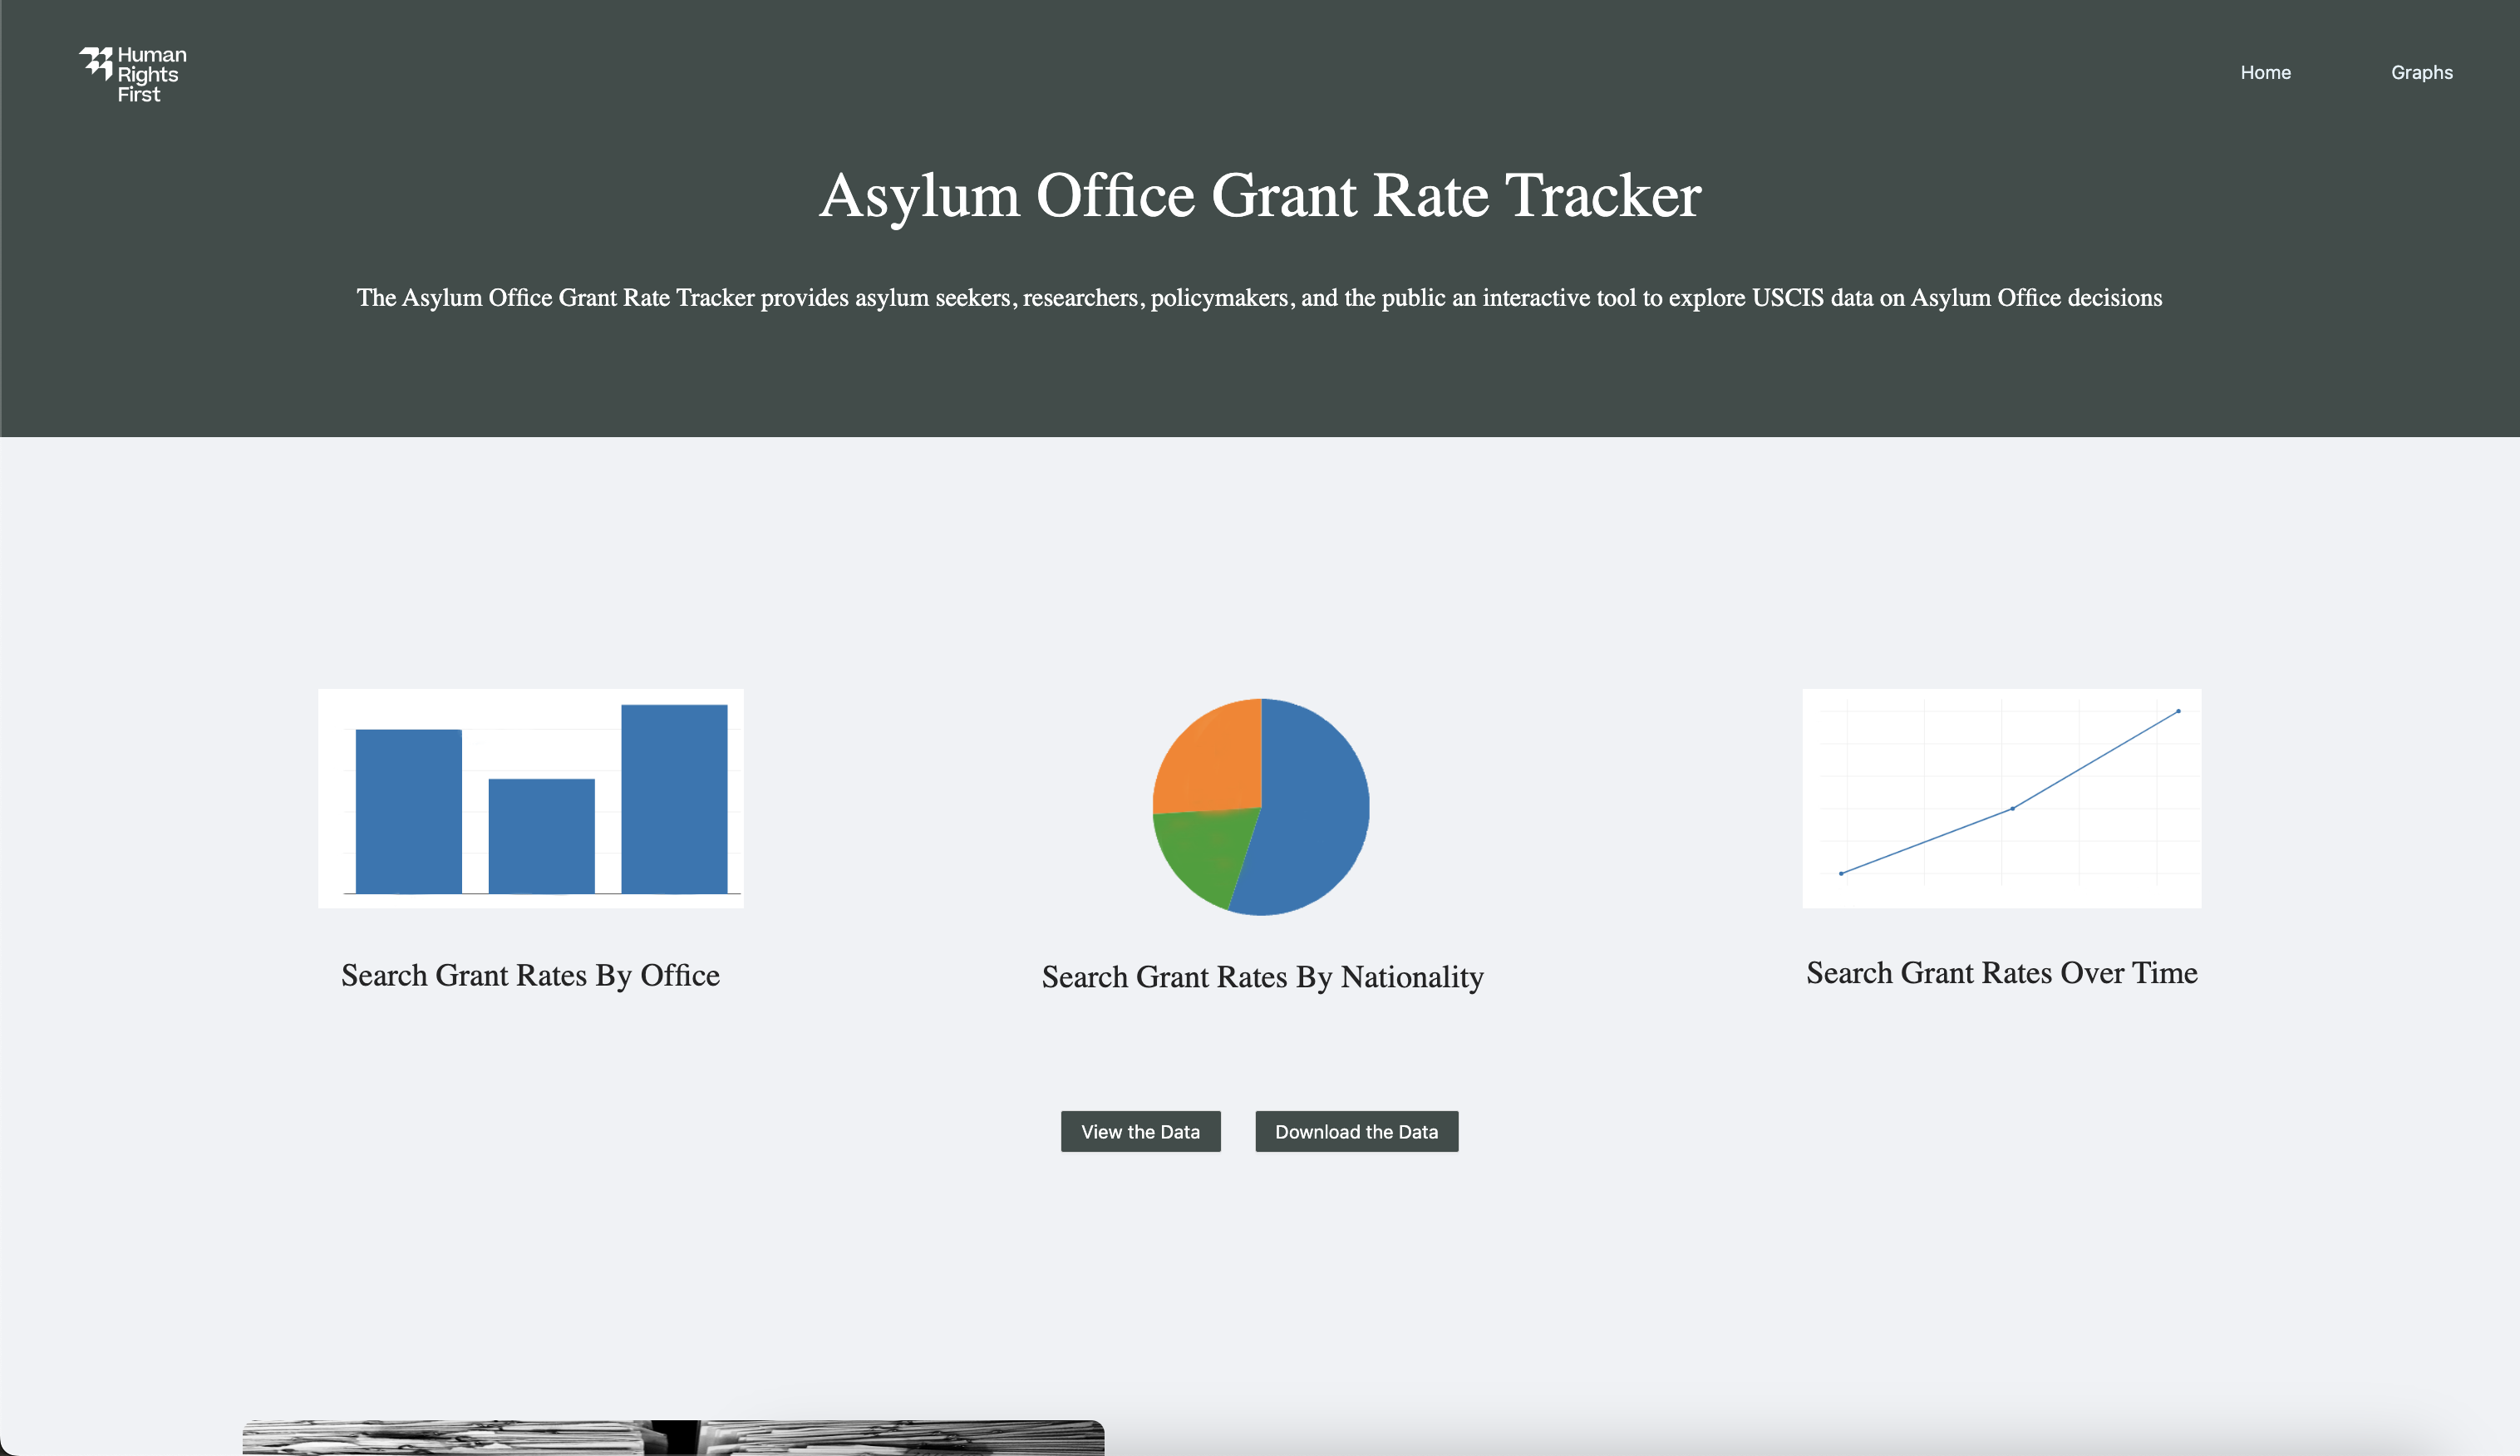 Human
Rights
First
Home
Graphs
Asylum Office Grant Rate Tracker
The Asylum Office Grant Rate Tracker provides asylum seekers, researchers, policymakers, and the public an interactive tool to explore USCIS data on Asylum Office decisions
Search Grant Rates By Office
Search Grant Rates By Nationality
Search Grant Rates Over Time
View the Data
Download the Data